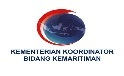 KEMENTERIAN KOORDINATOR
BIDANG KEMARITIMAN